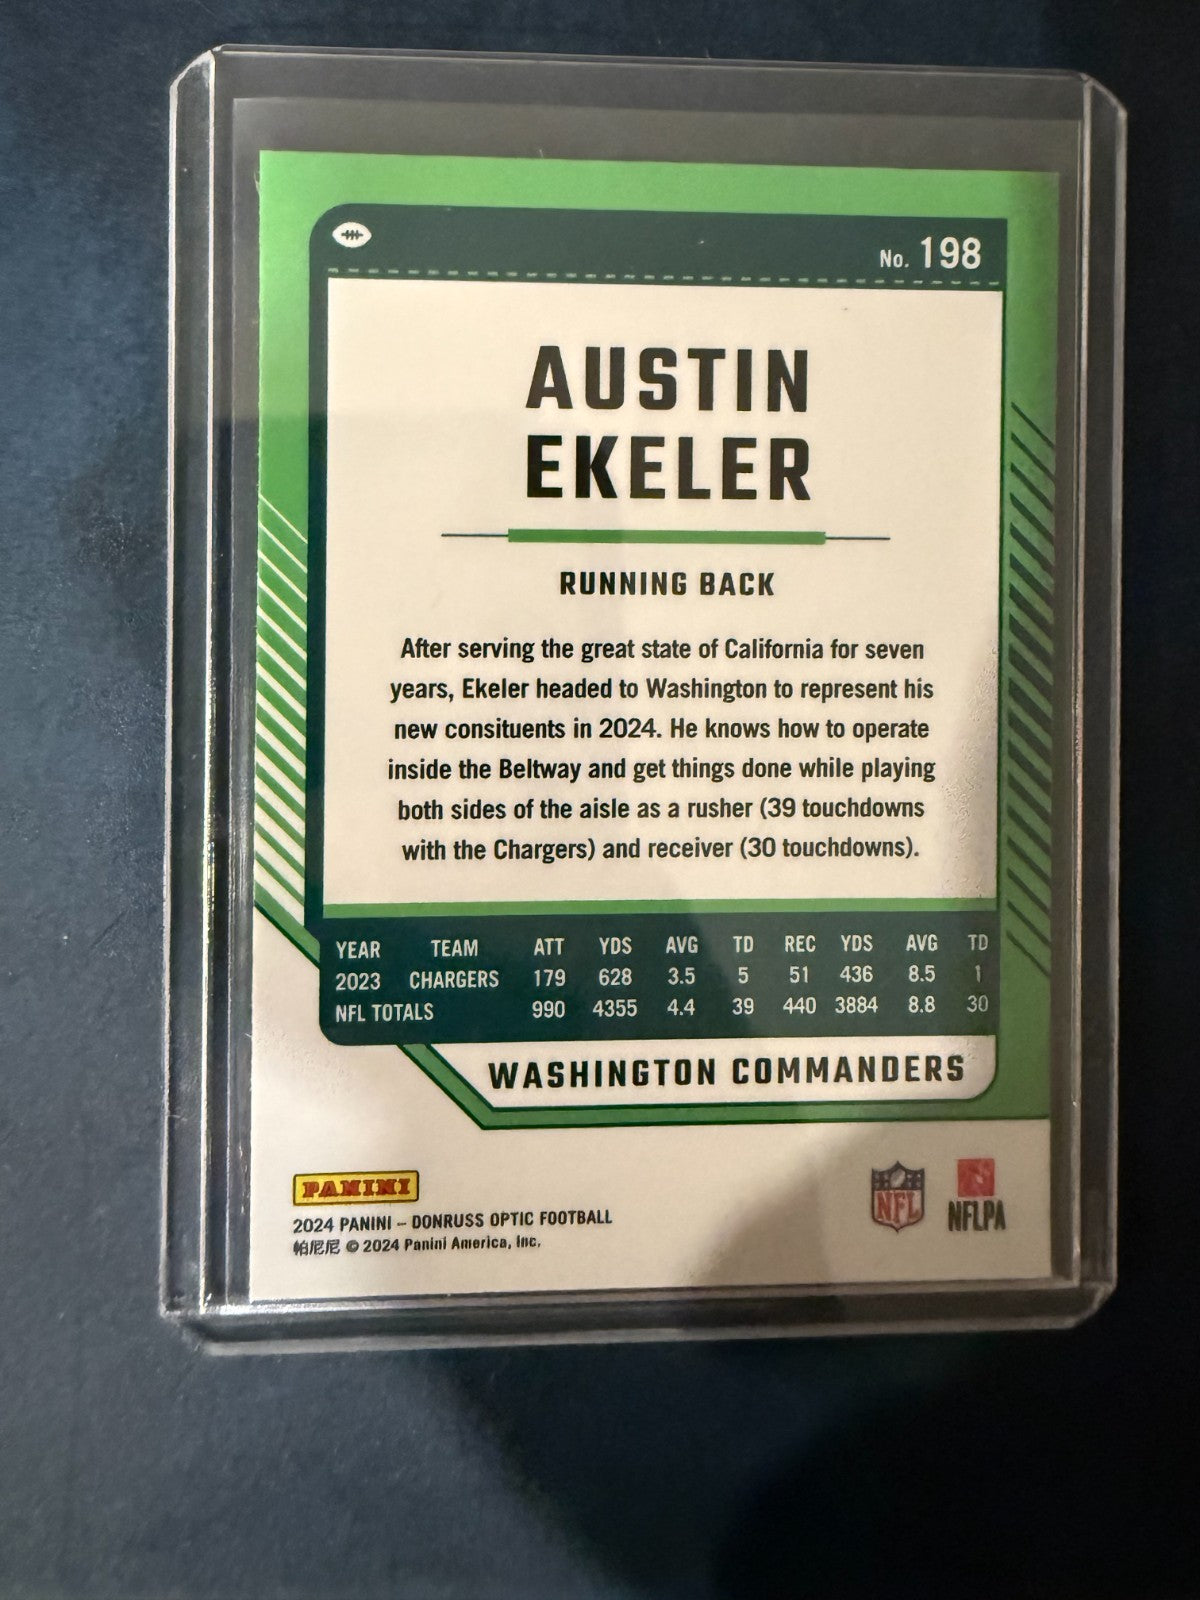 No. 198
AUSTIN
EKELER
RUNNING BACK
After serving the great state of California for seven
years, Ekeler headed to Washington to represent his
new consituents in 2024. He knows how to operate
inside the Beltway and get things done while playing
both sides of the aisle as a rusher (39 touchdowns
with the Chargers) and receiver (30 touchdowns).
YEAR TEAM ATT YDS AVG TD REC YDS AVG TD
2023 CHARGERS 179 628 3.5 5 51 436 8.5 1
NFL TOTALS 990 4355 4.4 39 440 3884 8.8 30
WASHINGTON COMMANDERS
PANINI
2024 PANINI – DONRUSS OPTIC FOOTBALL
帕尼尼 © 2024 Panini America, Inc.
NFL
NFLPA